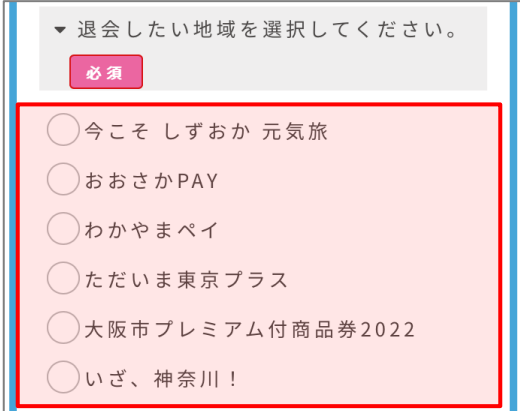 退会したい地域を選択してください。
必須
今こそ しずおか 元気旅
おおさかPAY
わかやまペイ
ただいま東京プラス
大阪市プレミアム付商品券2022
いざ、神奈川！